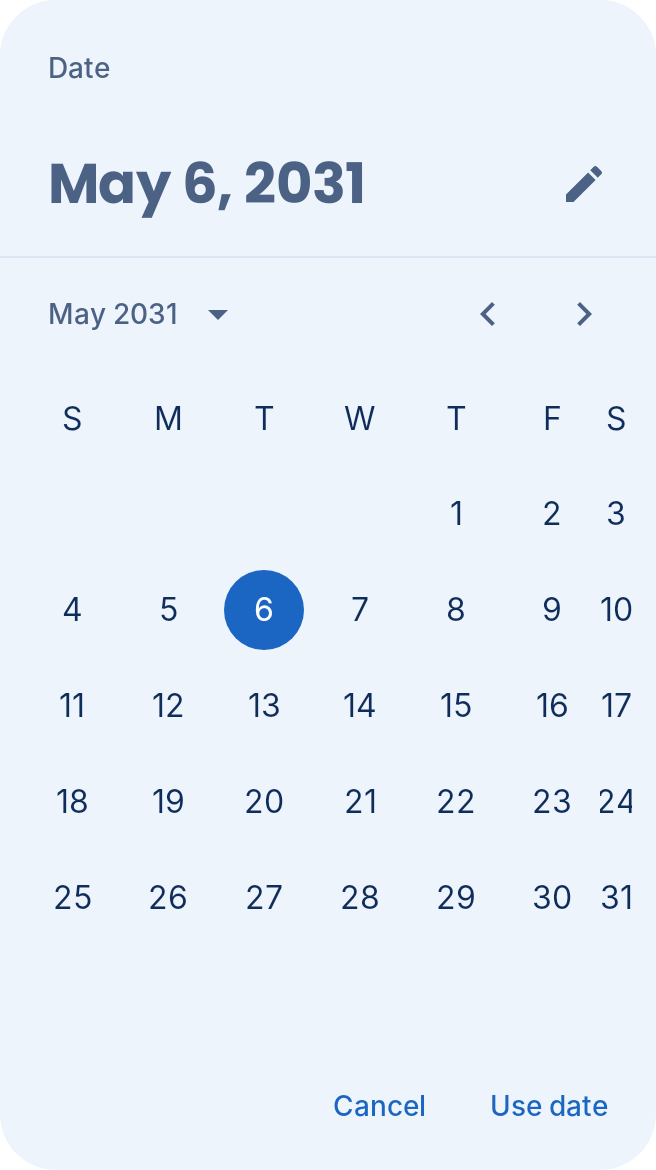 Date
May 6, 2031
May 2031
S M T W T F S
1 2 3
4 5 6 7 8 9 10
11 12 13 14 15 16 17
18 19 20 21 22 23 24
25 26 27 28 29 30 31
Cancel Use date